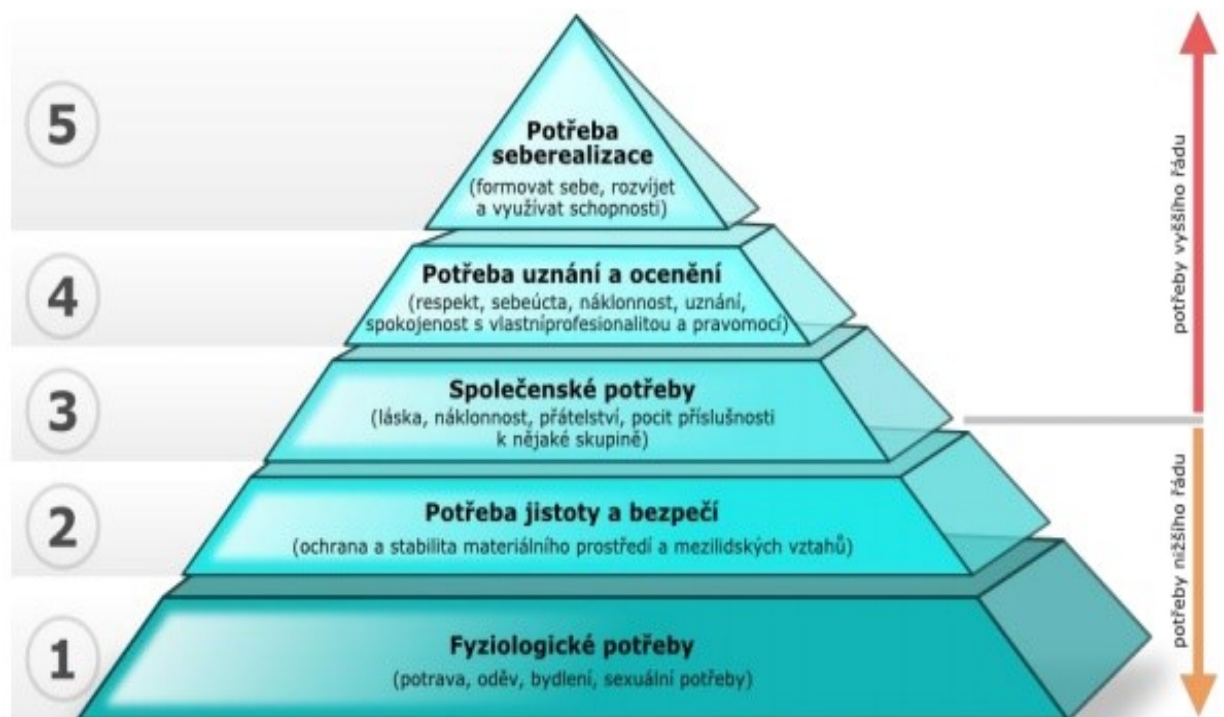 5
Potřeba
seberealizace
(formovat sebe, rozvíjet
a využívat schopnosti)
4
Potřeba uznání a ocenění
(respekt, sebeúcta, náklonnost, uznání,
spokojenost s vlastníprofesionalitou a pravomocí)
3
Společenské potřeby
(láska, náklonnost, přátelství, pocit příslušnosti
k nějaké skupině)
2
Potřeba jistoty a bezpečí
(ochrana a stabilita materiálního prostředí a mezilidských vztahů)
1
Fyziologické potřeby
(potrava, oděv, bydlení, sexuální potřeby)
potřeby vyššího řádu
potřeby nižšího řádu